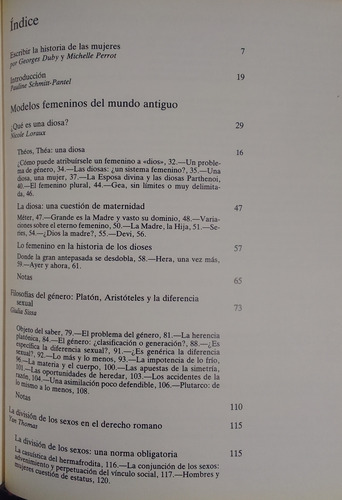 Índice
Escribir la historia de las mujeres 7
por Georges Duby y Michelle Perrot
Introducción 19
Pauline Schmitt-Pantel
Modelos femeninos del mundo antiguo
¿Qué es una diosa? 29
Nicole Loraux
Théos, Théa: una diosa 16
¿Cómo puede atribuírsele un femenino a «dios», 32.—Un proble-
ma de género, 34.—Las diosas: ¿un sistema femenino?, 35.—Una
diosa, una mujer, 37.—La Esposa divina y las diosas Parthenoi,
40.—El femenino plural, 44.—Gea, sin límites o muy delimita-
da, 46.
La diosa: una cuestión de maternidad 47
Méter, 47.—Grande es la Madre y vasto su dominio, 48.—Varia-
ciones sobre el eterno femenino, 50.—La Madre, la Hija, 51.—Se-
res, 54.—¿Dios la madre?, 55.—Devi, 56.
Lo femenino en la historia de los dioses 57
Donde la gran antepasada se desdobla, 58.—Hera, una vez más,
59.—Ayer y ahora, 61.
Notas 65
Filosofías del género: Platón, Aristóteles y la diferencia
sexual 73
Giulia Sissa
Objeto del saber, 79.—El problema del género, 81.—La herencia
platónica, 84.—El género: ¿clasificación o generación?, 88.—¿Es
específica la diferencia sexual?, 91.—¿Es genérica la diferencia
sexual?, 92.—Lo más y lo menos, 93.—La impotencia de lo frío,
96.—La materia y el cuerpo, 100.—Las apuestas de la simetría,
101.—Las oportunidades de heredar, 103.—Los accidentes de la
razón, 104.—Una asimilación poco defendible, 106.—Plutarco: de
lo mismo a lo menos, 108.
Notas 110
La división de los sexos en el derecho romano 115
Yan Thomas
La división de los sexos: una norma obligatoria 115
La casuística del hermafrodita, 116.—La conjunción de los sexos:
advenimiento y perpetuación del vínculo social, 117.—Hombres y
mujeres cuestión de estatus, 120.